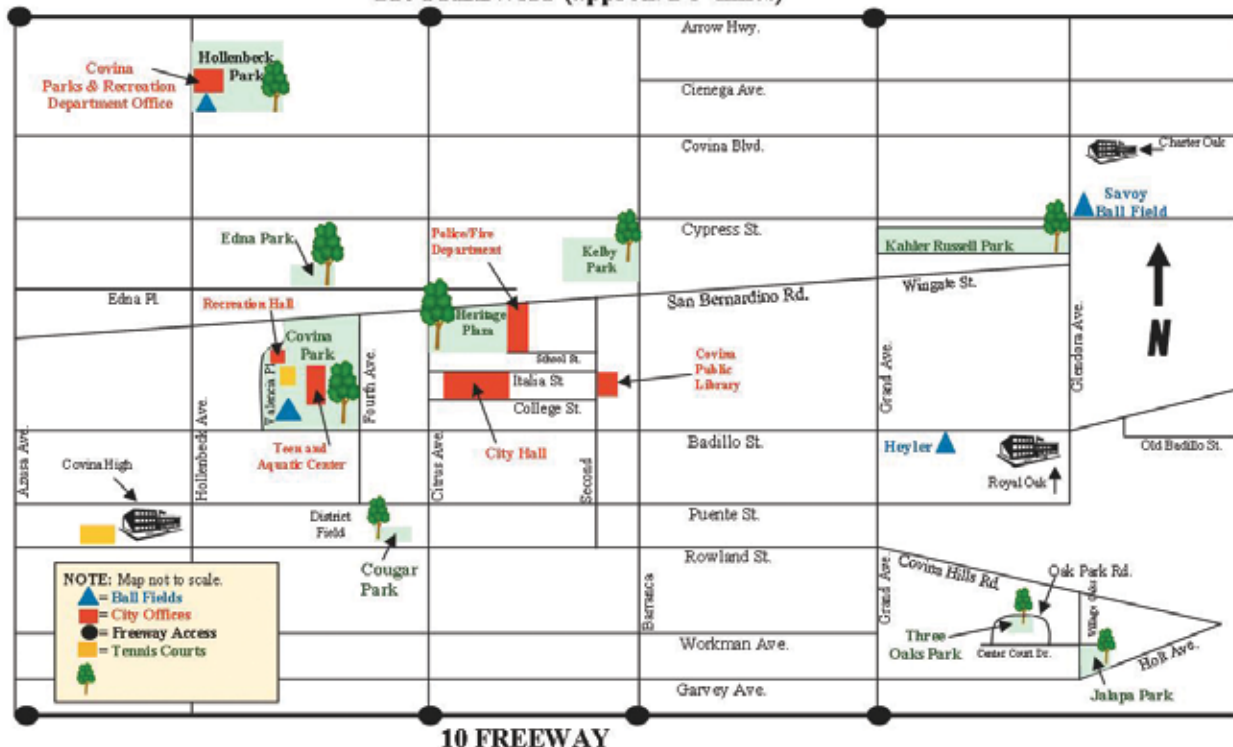 Arrow Hwy.
Hollenbeck
Park
Covina
Parks & Recreation
Department Office
Cienega Ave.
Covina Blvd.
Charter Oak
Savoy
Ball Field
Edna Park
Police/Fire
Department
Kelby
Park
Cypress St.
Kahler Russell Park
Edna Pl.
Recreation Hall
San Bernardino Rd.
Wingate St.
Heritage
Plaza
Covina
Park
School St.
Covina
Public
Library
Valencia Pl.
Fourth Ave.
Italia St
College St.
Grand Ave.
Glendora Ave.
N
Azusa Ave.
Hollenbeck Ave.
Citrus Ave.
Second
Teen and
Aquatic Center
City Hall
Badillo St.
Heyler
Old Badillo St.
Royal Oak
Covina High
District
Field
Puente St.
Cougar
Park
Rowland St.
Covina Hills Rd.
Oak Park Rd.
NOTE: Map not to scale.
= Ball Fields
= City Offices
= Freeway Access
= Tennis Courts
Barranca
Grand Ave.
Workman Ave.
Three
Oaks Park
Center Court Dr.
Holt Ave.
Jalapa Park
Garvey Ave.
10 FREEWAY